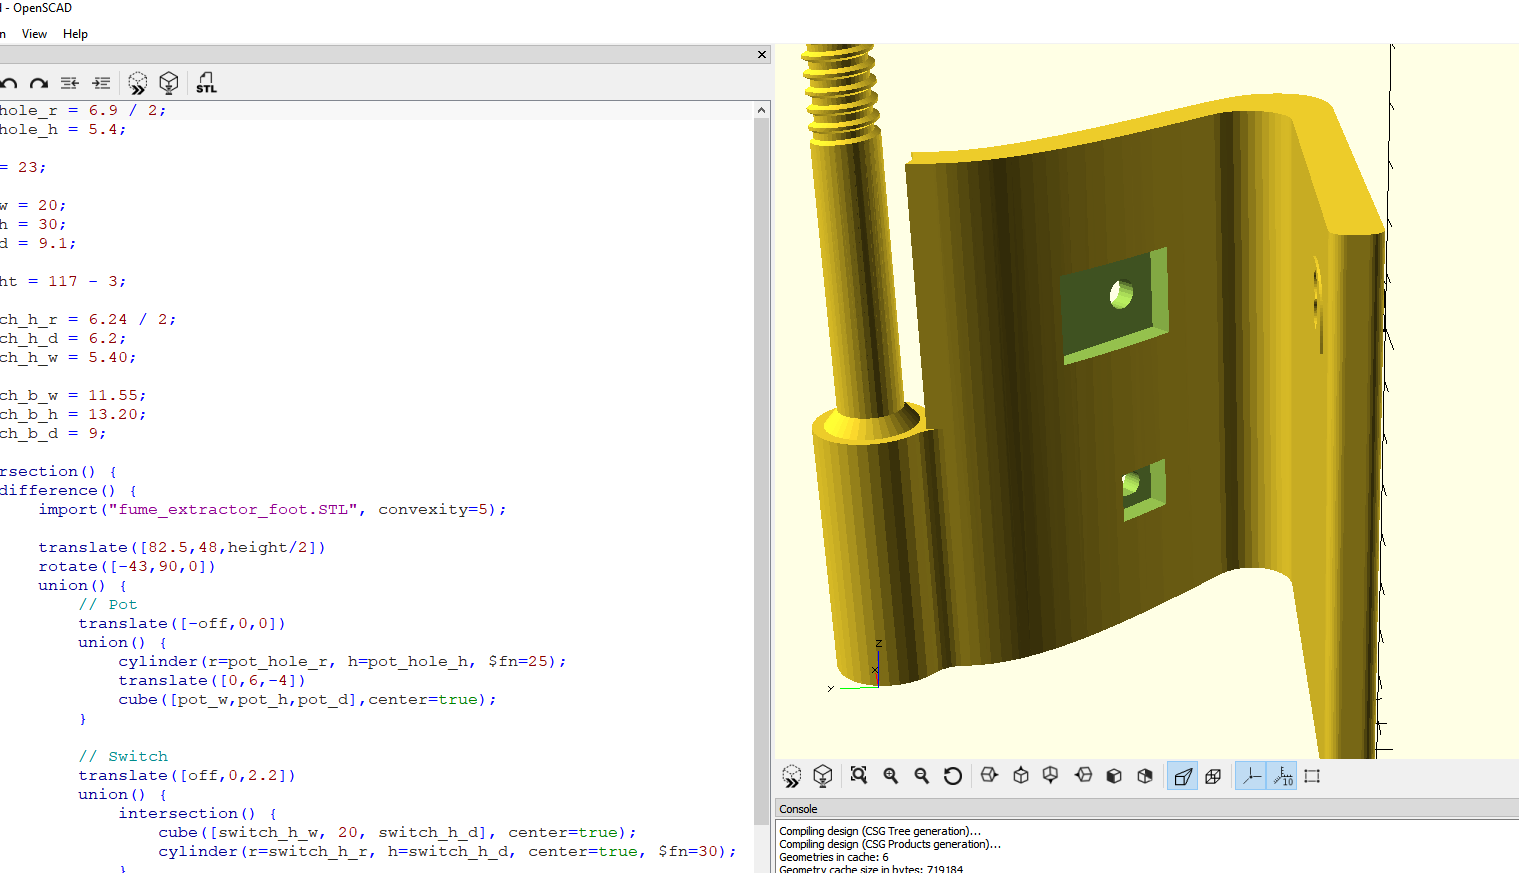 l - OpenSCAD
n View Help
STL
hole_r = 6.9 / 2;
hole_h = 5.4;
= 23;
w = 20;
h = 30;
d = 9.1;
ht = 117 - 3;
ch_h_r = 6.24 / 2;
ch_h_d = 6.2;
ch_h_w = 5.40;
ch_b_w = 11.55;
ch_b_h = 13.20;
ch_b_d = 9;
rsection() {
difference() {
import("fume_extractor_foot.STL", convexity=5);
translate([82.5,48,height/2])
rotate([-43,90,0])
union() {
// Pot
translate([-off,0,0])
union() {
cylinder(r=pot_hole_r, h=pot_hole_h, $fn=25);
translate([0,6,-4])
cube([pot_w,pot_h,pot_d],center=true);
}
// Switch
translate([off,0,2.2])
union() {
intersection() {
cube([switch_h_w, 20, switch_h_d], center=true);
cylinder(r=switch_h_r, h=switch_h_d, center=true, $fn=30);
}
Z
X
Y
10
Console
Compiling design (CSG Tree generation)...
Compiling design (CSG Products generation)...
Geometries in cache: 6
Geometry cache size in bytes: 719184